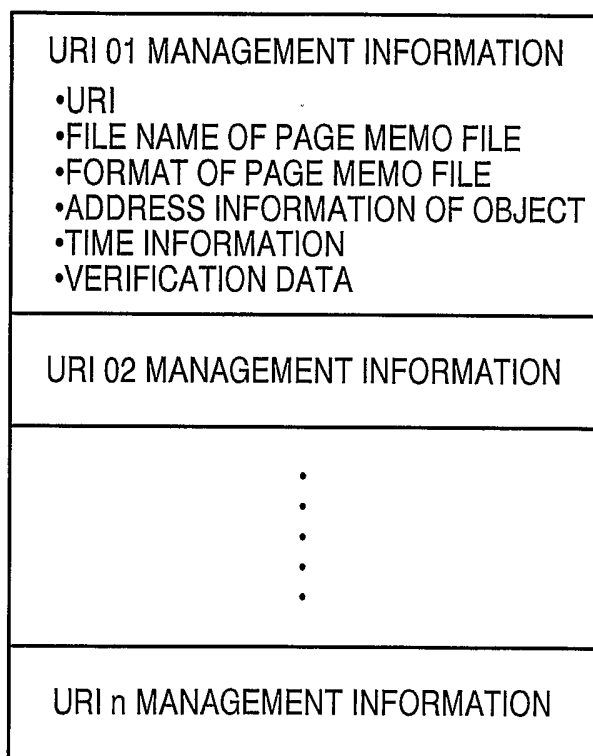 URI 01 MANAGEMENT INFORMATION
•URI
•FILE NAME OF PAGE MEMO FILE
•FORMAT OF PAGE MEMO FILE
•ADDRESS INFORMATION OF OBJECT
•TIME INFORMATION
•VERIFICATION DATA
URI 02 MANAGEMENT INFORMATION
URI n MANAGEMENT INFORMATION